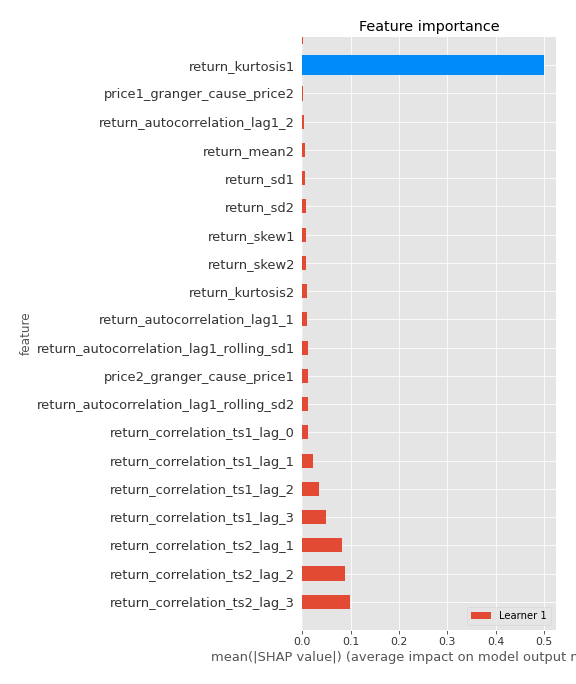 Feature importance
return_kurtosis1
price1_granger_cause_price2
return_autocorrelation_lag1_2
return_mean2
return_sd1
return_sd2
return_skew1
return_skew2
return_kurtosis2
return_autocorrelation_lag1_1
feature
return_autocorrelation_lag1_rolling_sd1
price2_granger_cause_price1
return_autocorrelation_lag1_rolling_sd2
return_correlation_ts1_lag_0
return_correlation_ts1_lag_1
return_correlation_ts1_lag_2
return_correlation_ts1_lag_3
return_correlation_ts2_lag_1
return_correlation_ts2_lag_2
return_correlation_ts2_lag_3
Learner 1
0.0 0.1 0.2 0.3 0.4 0.5
mean(|SHAP value|) (average impact on model output